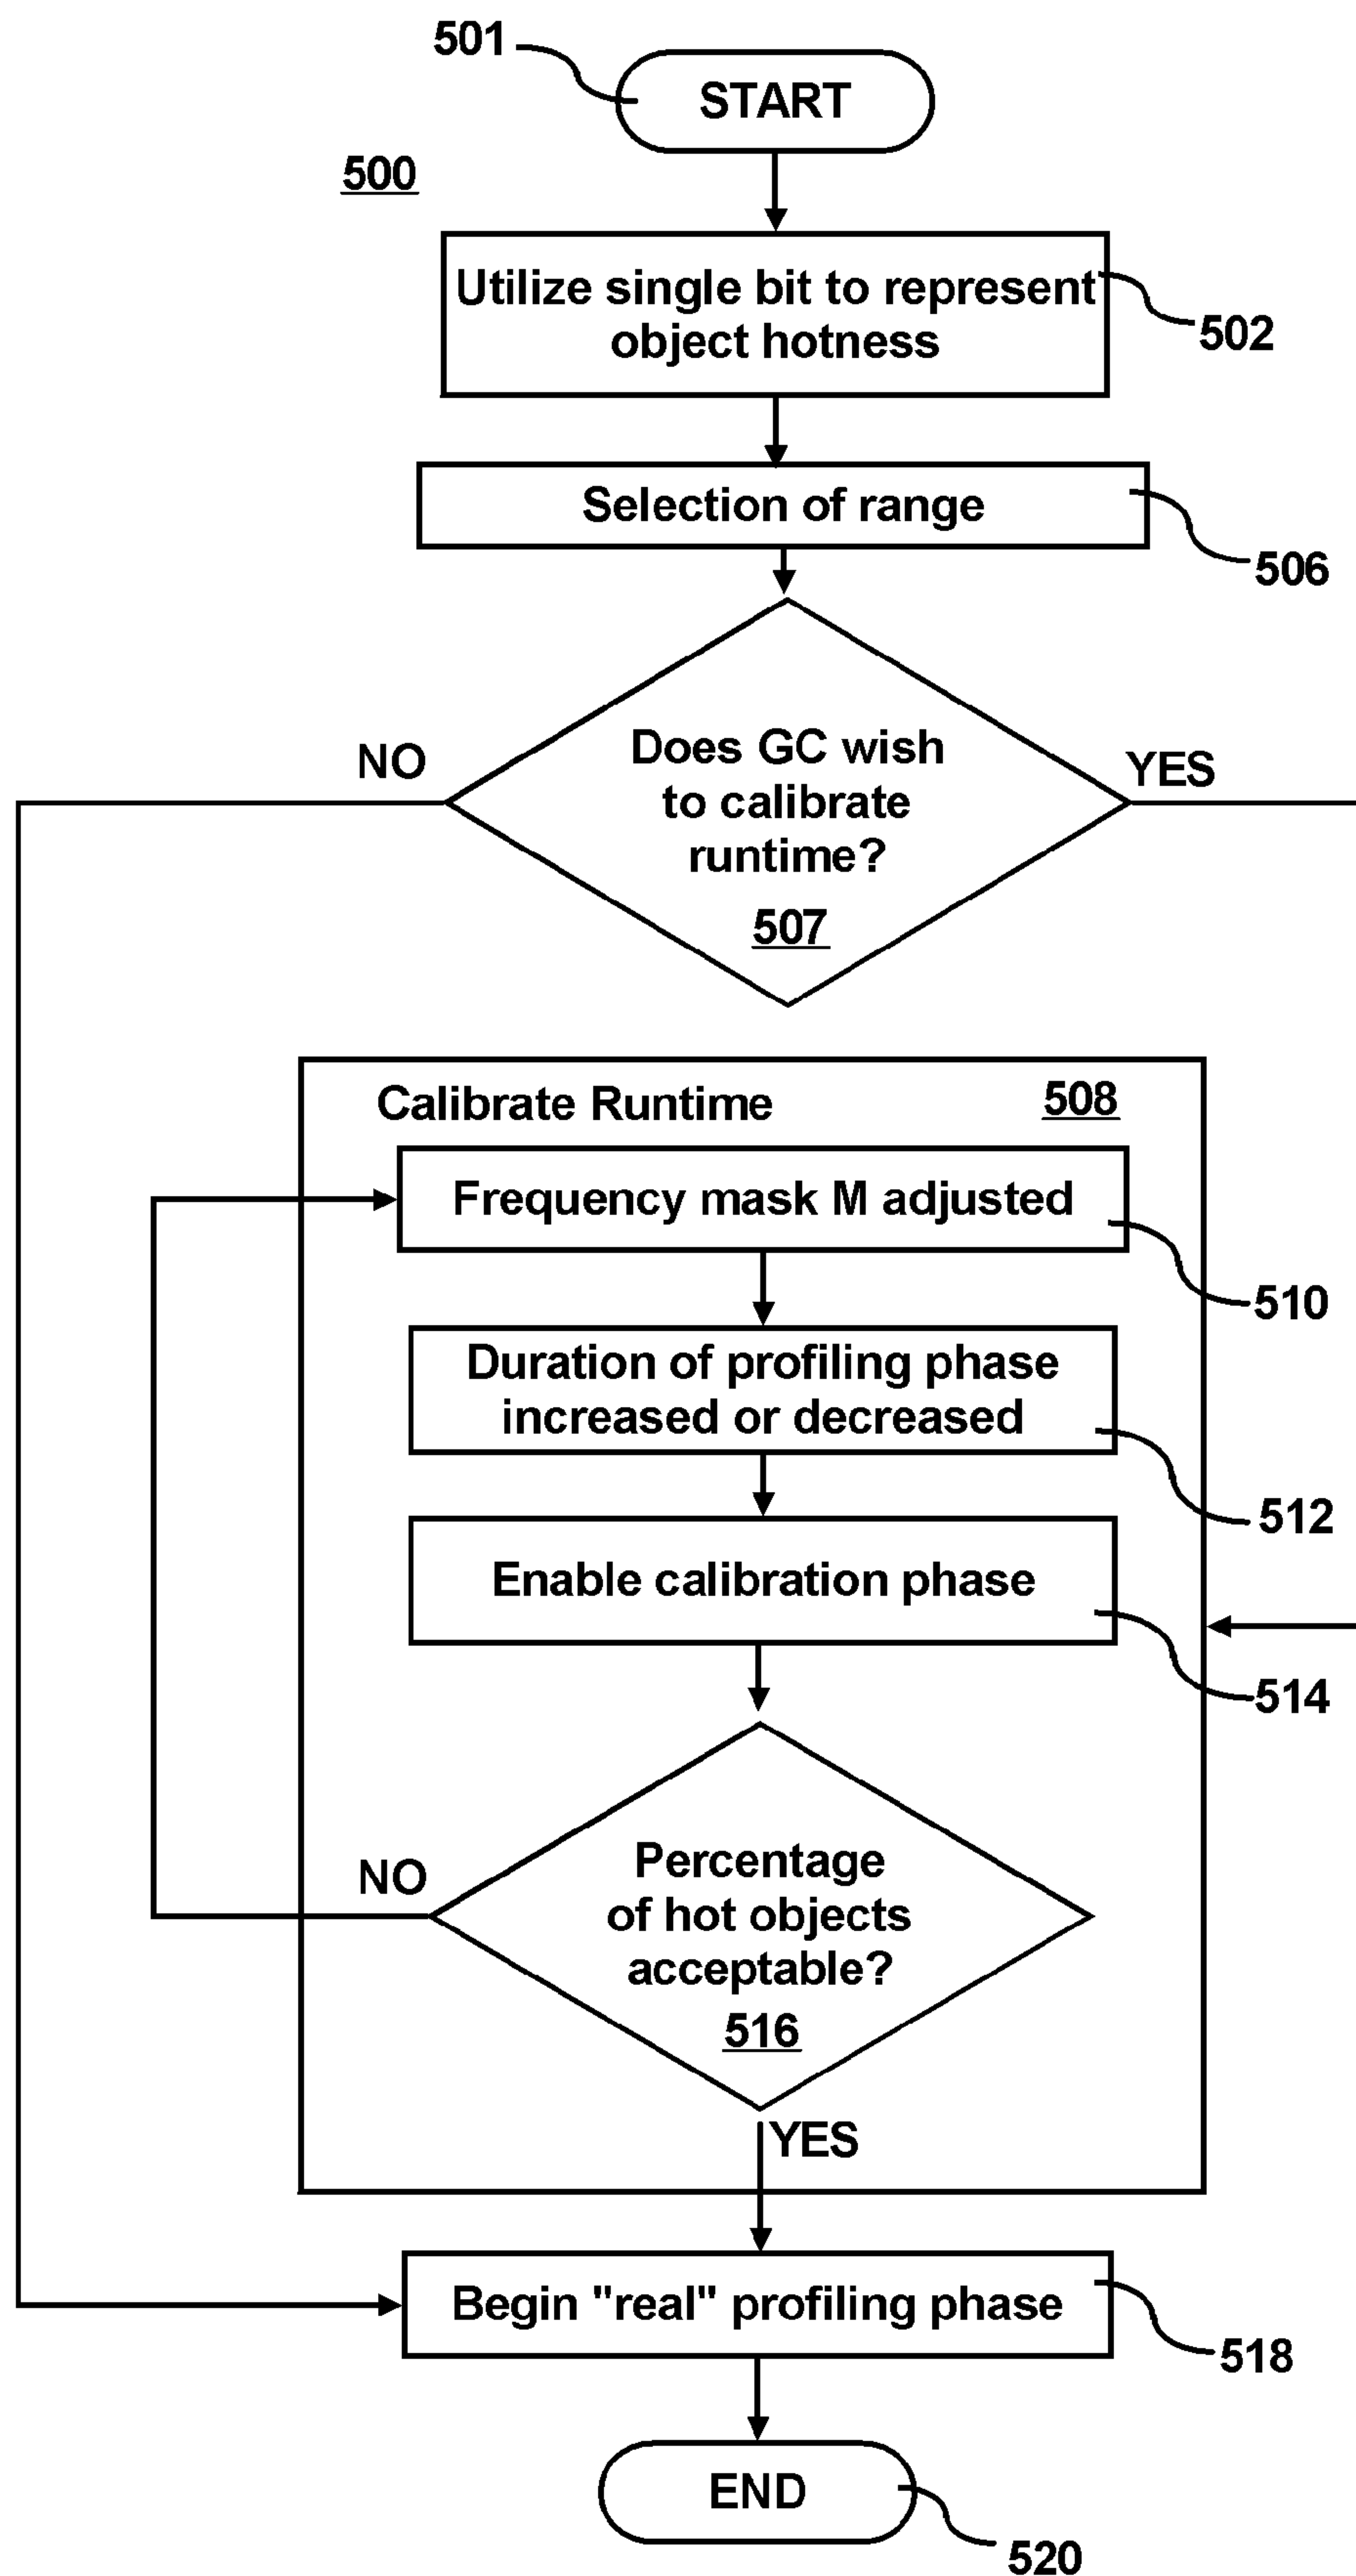 501
START
500
Utilize single bit to represent
object hotness
502
Selection of range
506
NO
Does GC wish
to calibrate
runtime?
507
YES
Calibrate Runtime
508
Frequency mask M adjusted
510
Duration of profiling phase
increased or decreased
512
Enable calibration phase
514
NO
Percentage
of hot objects
acceptable?
516
YES
Begin "real" profiling phase
518
END
520